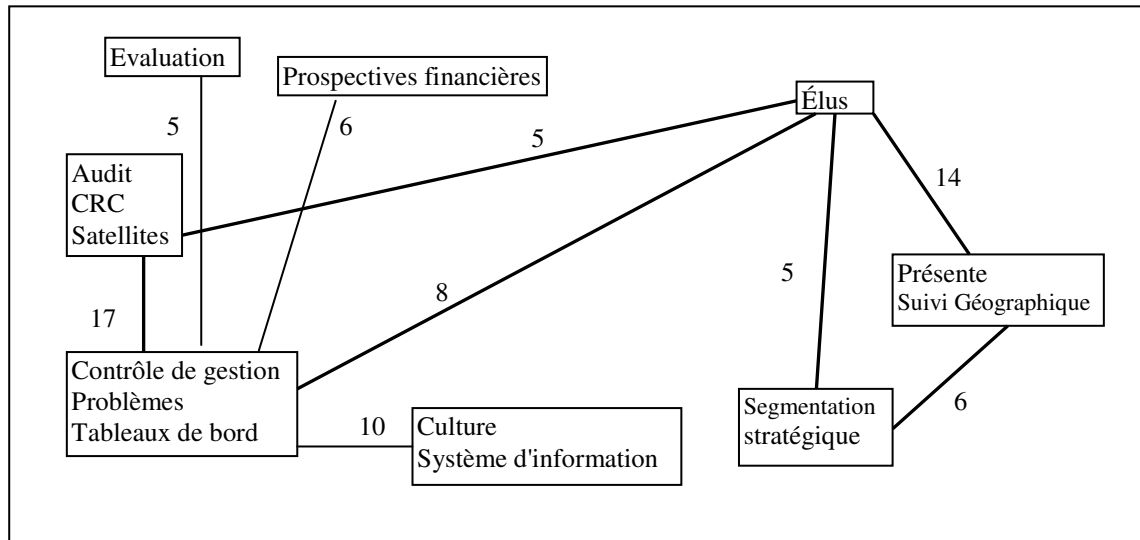 Evaluation
Prospectives financières
Élus
5
6
5
Audit
CRC
Satellites
14
5
Présente
Suivi Géographique
8
17
Contrôle de gestion
Problèmes
Tableaux de bord
Segmentation
stratégique
6
10
Culture
Système d'information